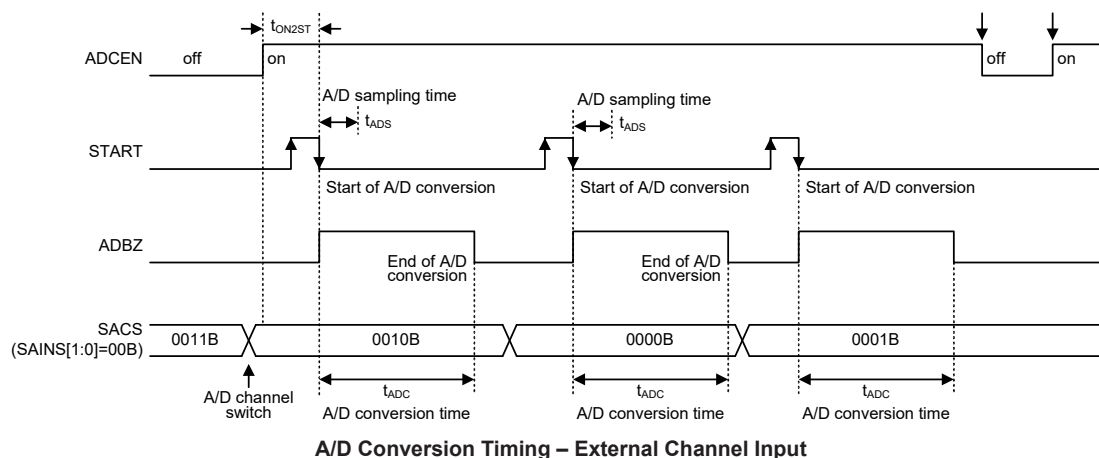 tON2ST
ADCEN
off
on
off
on
A/D sampling time
tADS
A/D sampling time
tADS
START
Start of A/D conversion
Start of A/D conversion
Start of A/D conversion
ADBZ
End of A/D
conversion
End of A/D
conversion
SACS
(SAINS[1:0]=00B)
0011B
0010B
0000B
0001B
A/D channel
switch
tADC
A/D conversion time
tADC
A/D conversion time
tADC
A/D conversion time
A/D Conversion Timing – External Channel Input